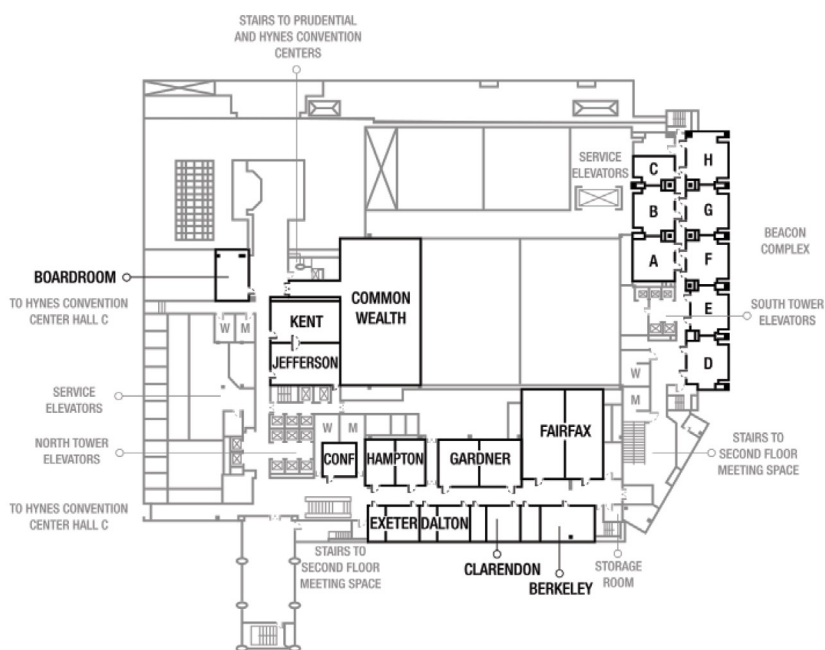 STAIRS TO PRUDENTIAL
AND HYNES CONVENTION
CENTERS
SERVICE
ELEVATORS
C
H
B
G
BEACON
COMPLEX
A
F
BOARDROOM
TO HYNES CONVENTION
CENTER HALL C
COMMON
WEALTH
KENT
E
SOUTH TOWER
ELEVATORS
W
M
JEFFERSON
D
W
M
SERVICE
ELEVATORS
NORTH TOWER
ELEVATORS
W
M
CONF
HAMPTON
GARDNER
FAIRFAX
STAIRS TO
SECOND FLOOR
MEETING SPACE
TO HYNES CONVENTION
CENTER HALL C
EXETER
DALTON
STAIRS TO
SECOND FLOOR
MEETING SPACE
CLARENDON
BERKELEY
STORAGE
ROOM